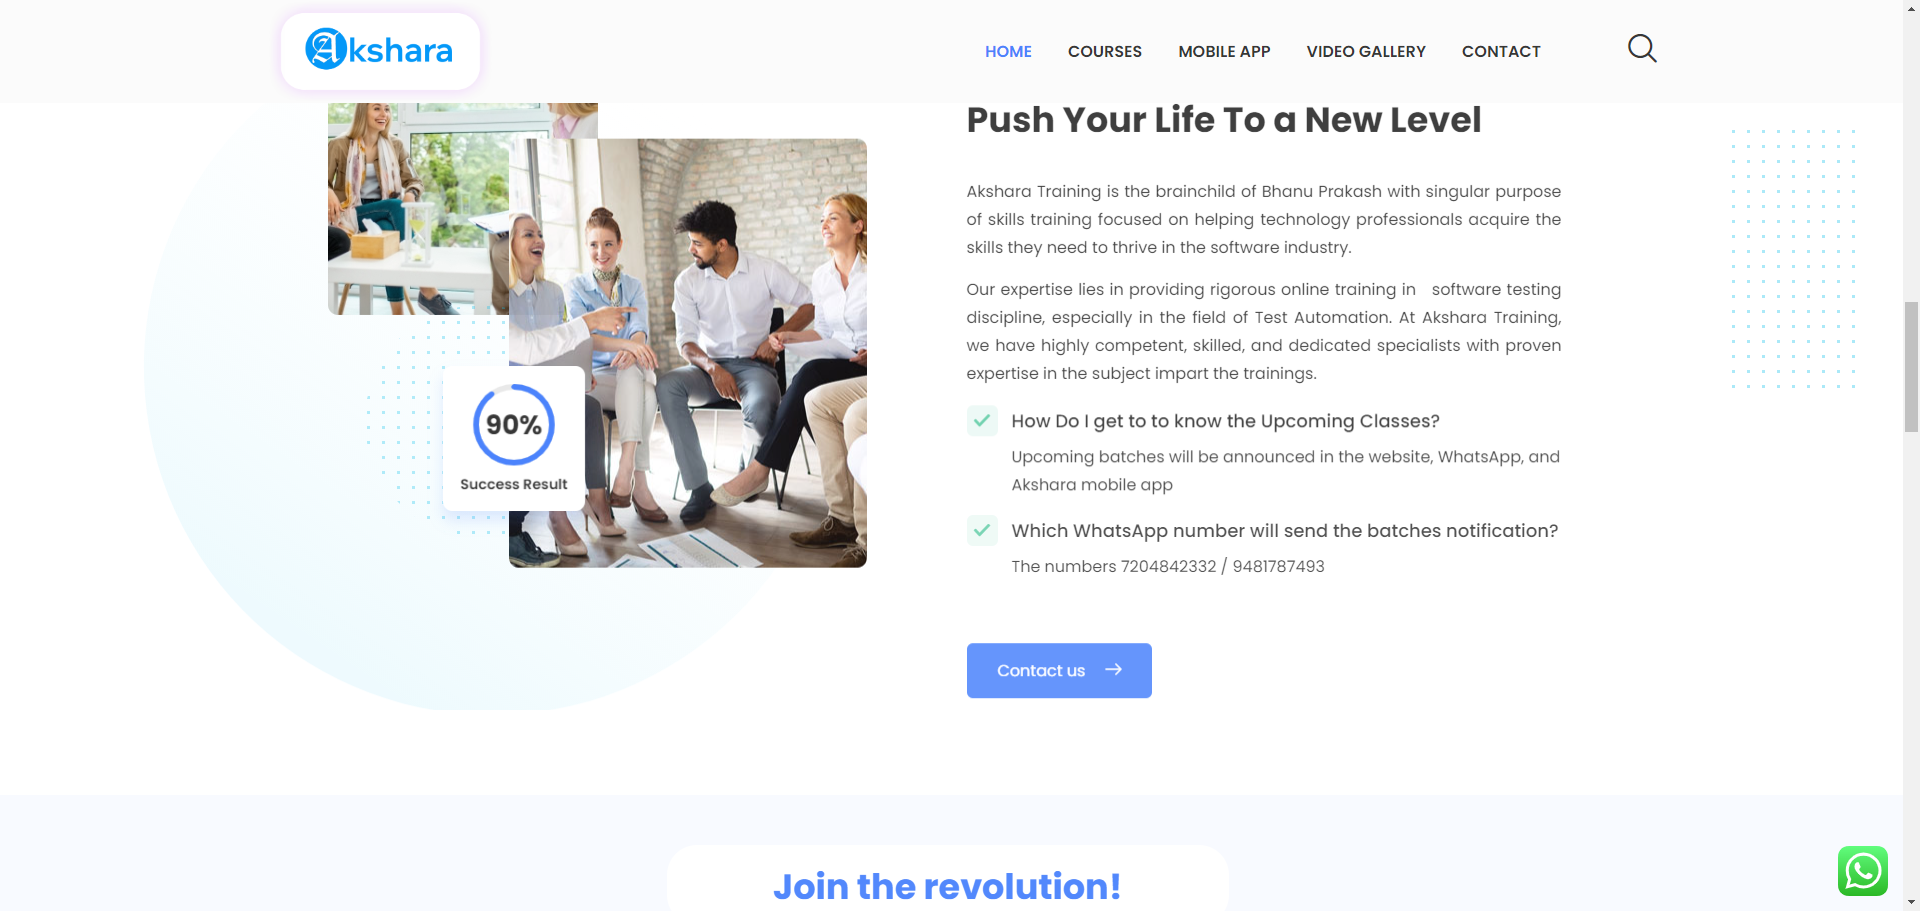 Akshara
HOME COURSES MOBILE APP VIDEO GALLERY CONTACT
Push Your Life To a New Level
Akshara Training is the brainchild of Bhanu Prakash with singular purpose
of skills training focused on helping technology professionals acquire the
skills they need to thrive in the software industry.
Our expertise lies in providing rigorous online training in software testing
discipline, especially in the field of Test Automation. At Akshara Training,
we have highly competent, skilled, and dedicated specialists with proven
expertise in the subject impart the trainings.
How Do I get to to know the Upcoming Classes?
Upcoming batches will be announced in the website, WhatsApp, and
Akshara mobile app
Which WhatsApp number will send the batches notification?
The numbers 7204842332 / 9481787493
Contact us
90%
Success Result
Join the revolution!